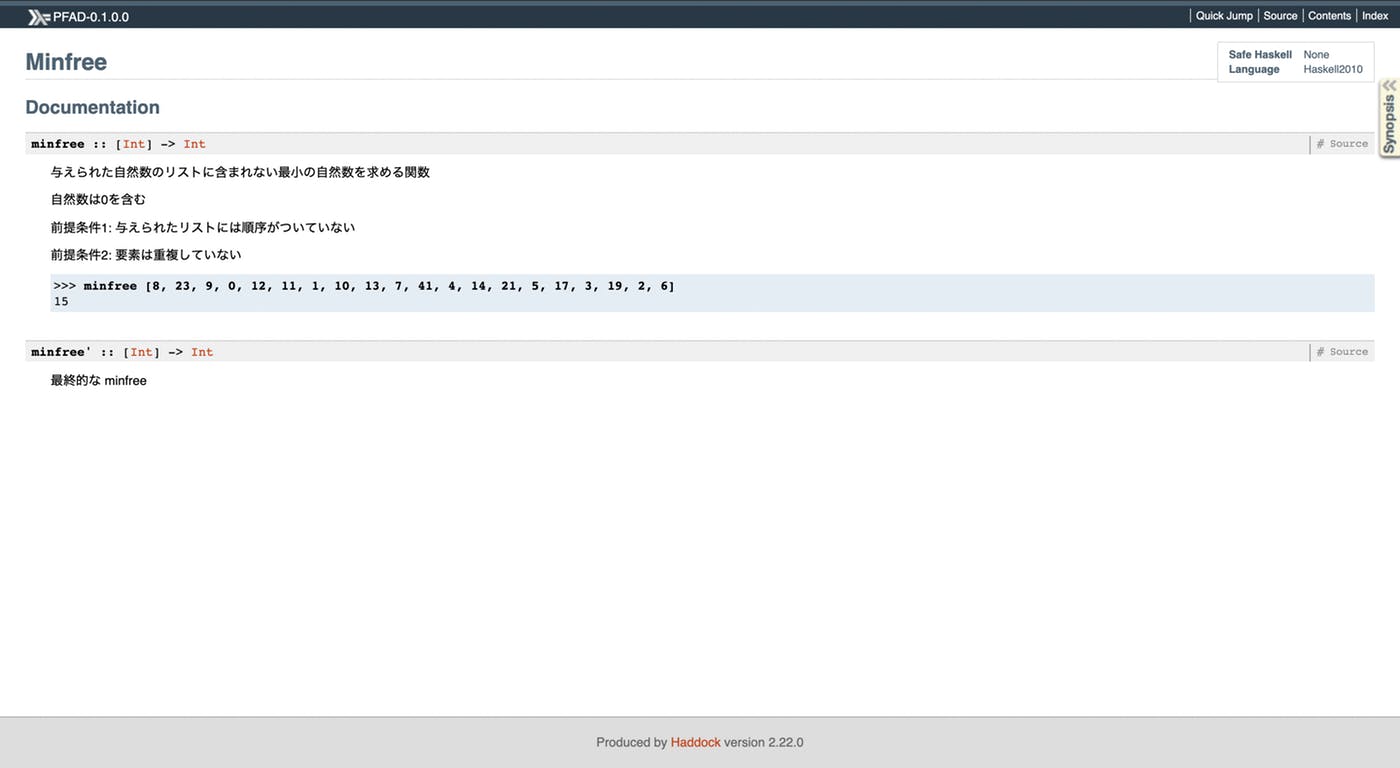 PFAD-0.1.0.0
Quick Jump | Source | Contents | Index
Minfree
Safe Haskell None
Language Haskell2010
Synopsis
Documentation
minfree :: [Int] -> Int
# Source
与えられた自然数のリストに含まれない最小の自然数を求める関数
自然数は0を含む
前提条件1: 与えられたリストには順序がついていない
前提条件2: 要素は重複していない
>>> minfree [8, 23, 9, 0, 12, 11, 1, 10, 13, 7, 41, 4, 14, 21, 5, 17, 3, 19, 2, 6]
15
minfree' :: [Int] -> Int
# Source
最終的な minfree
Produced by Haddock version 2.22.0